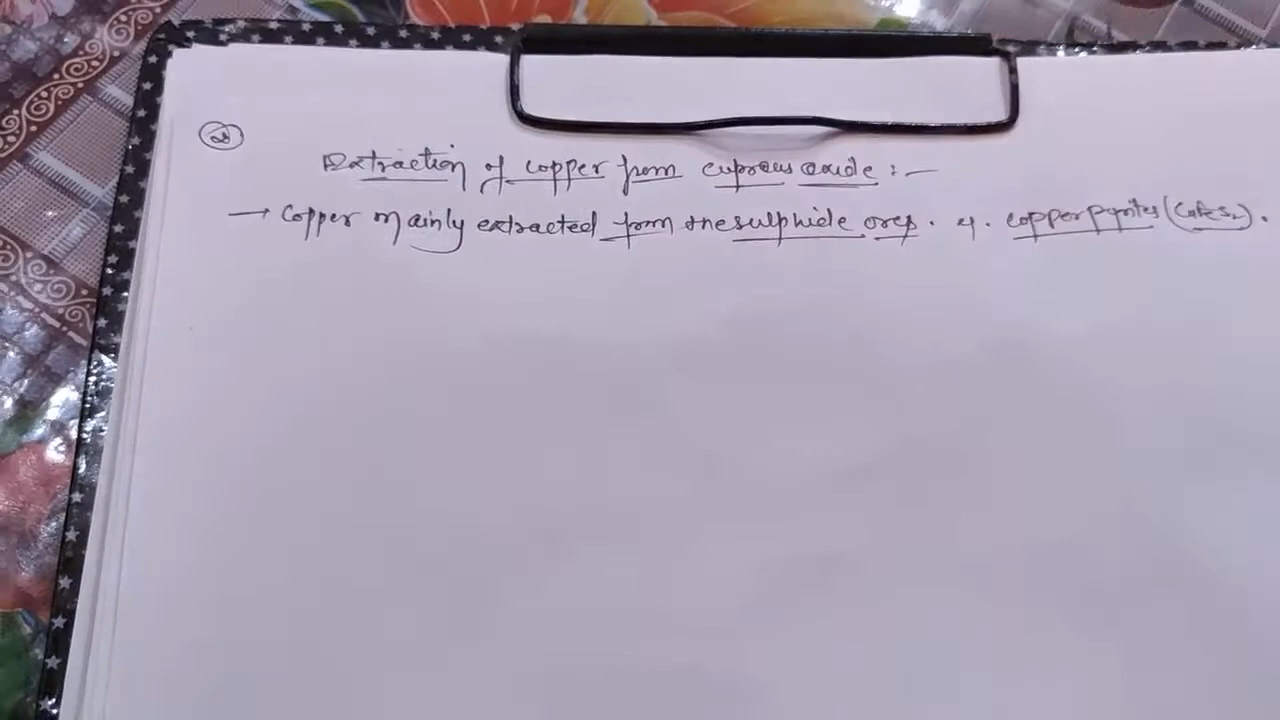 Extraction of copper from cuprous oxide :-
→ Copper mainly extracted from the sulphide ores. copper pyrites (CuFeS₂).